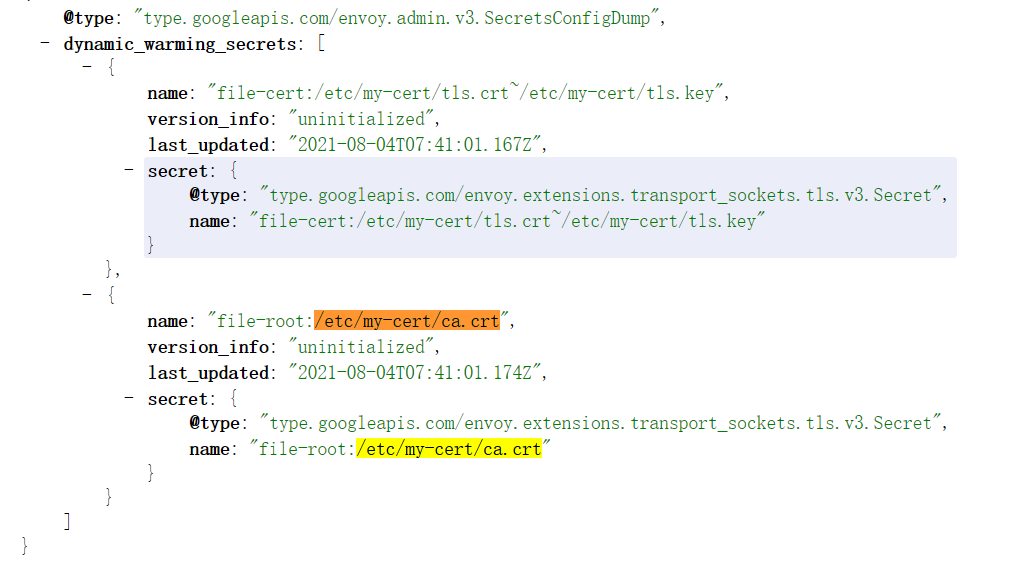 @type: "type.googleapis.com/envoy.admin.v3.SecretsConfigDump",
- dynamic_warming_secrets: [
- {
name: "file-cert:/etc/my-cert/tls.crt~/etc/my-cert/tls.key",
version_info: "uninitialized",
last_updated: "2021-08-04T07:41:01.167Z",
- secret: {
@type: "type.googleapis.com/envoy.extensions.transport_sockets.tls.v3.Secret",
name: "file-cert:/etc/my-cert/tls.crt~/etc/my-cert/tls.key"
}
},
- {
name: "file-root:/etc/my-cert/ca.crt",
version_info: "uninitialized",
last_updated: "2021-08-04T07:41:01.174Z",
- secret: {
@type: "type.googleapis.com/envoy.extensions.transport_sockets.tls.v3.Secret",
name: "file-root:/etc/my-cert/ca.crt"
}
}
]
}